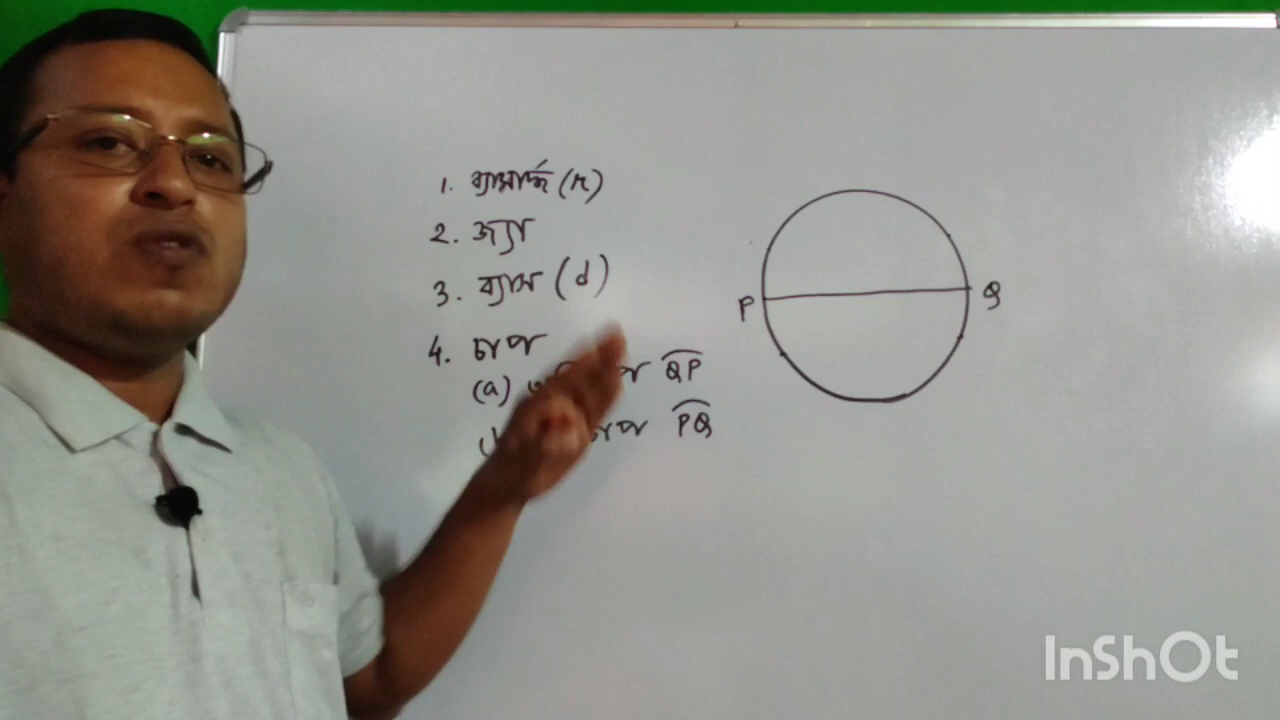 1. ব্যাসার্দ্ধ (r)
2. জ্যা
3. ব্যাস (d)
4. চাপ
(a) QP
চাপ PQ
P
Q
InShOt